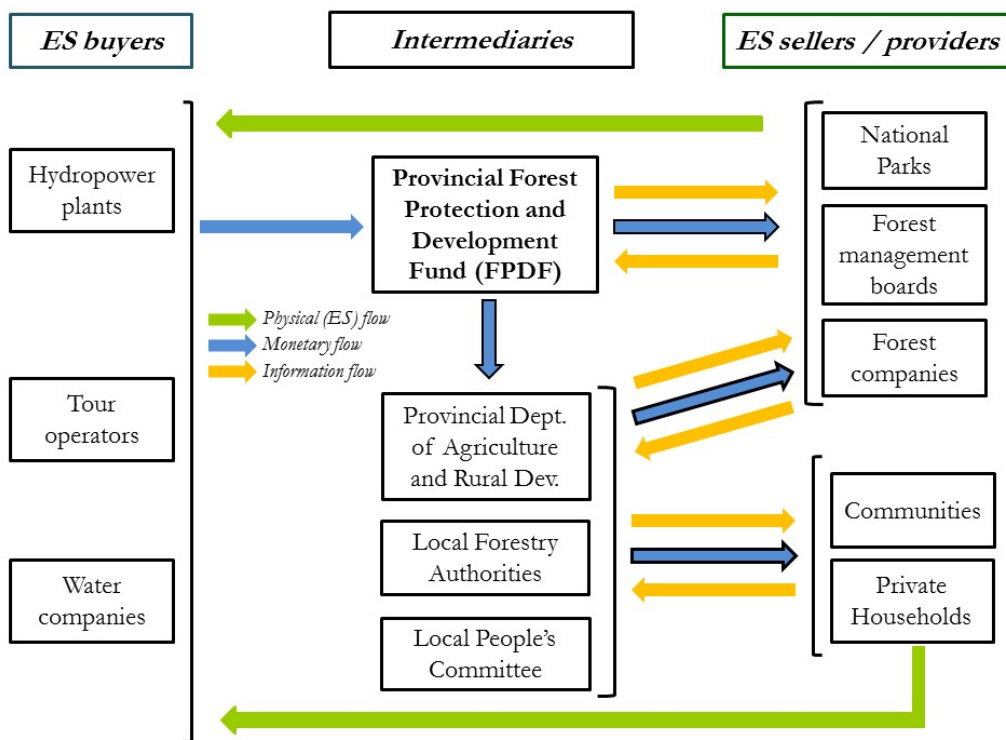 ES buyers
Intermediaries
ES sellers / providers
Hydropower
plants
Tour
operators
Water
companies
Provincial Forest
Protection and
Development
Fund (FPDF)
Physical (ES) flow
Monetary flow
Information flow
Provincial Dept.
of Agriculture
and Rural Dev.
Local Forestry
Authorities
Local People's
Committee
National
Parks
Forest
management
boards
Forest
companies
Communities
Private
Households